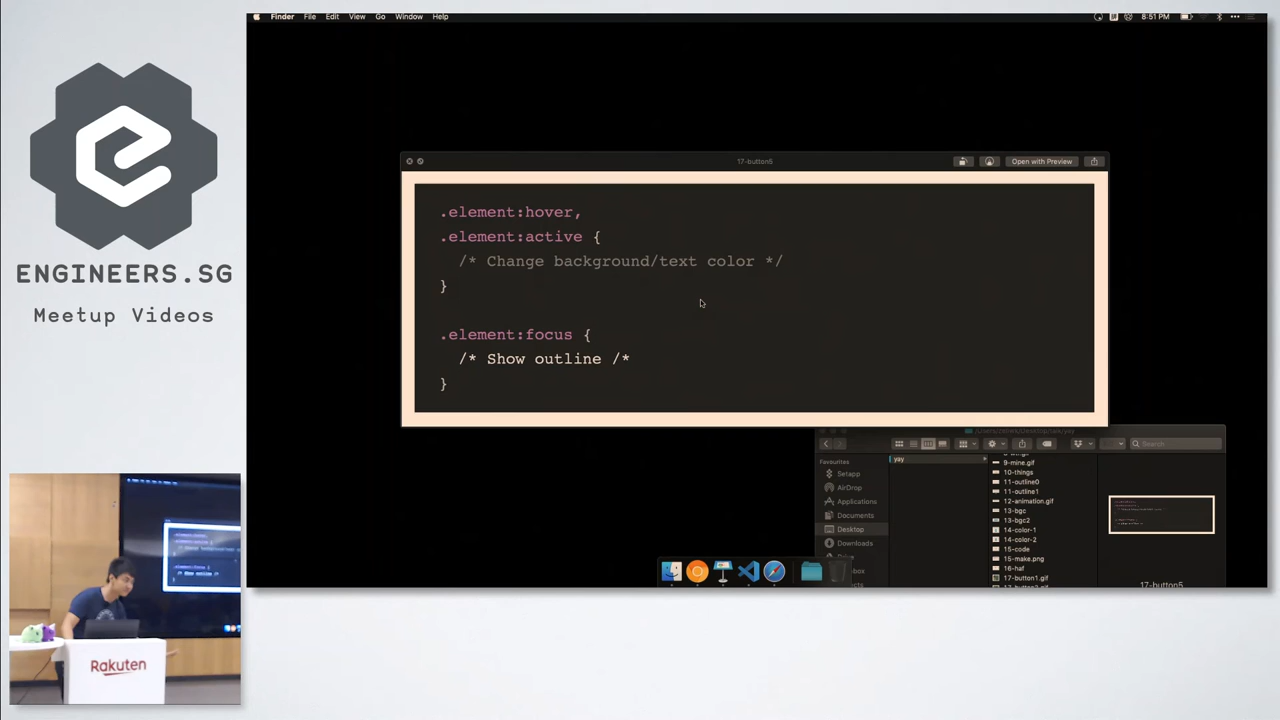 Finder File Edit View Go Window Help
8:51 PM
17-button5
Open with Preview
.element:hover,
.element:active {
/* Change background/text color */
}
.element:focus {
/* Show outline /*
}
ENGINEERS.SG
Meetup Videos
Search
Favourites
Setapp
AirDrop
Applications
Documents
Desktop
Downloads
yay
9-mine.gif
10-things
11-outline0
11-outline1
12-animation.gif
13-bgc
13-bgc2
14-color-1
14-color-2
15-code
15-make.png
16-haf
17-button1.gif
17-button5
Rakuten